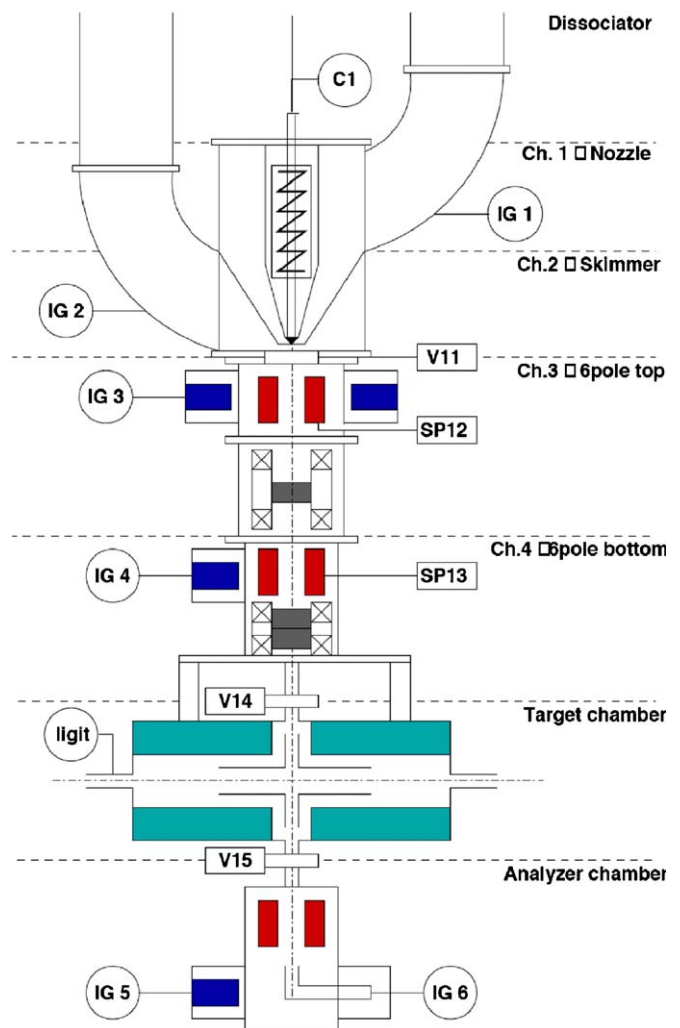 Dissociator
C1
Ch. 1 □ Nozzle
IG 1
Ch.2 □ Skimmer
IG 2
V11
Ch.3 □ 6pole top
IG 3
SP12
Ch.4 □6pole bottom
IG 4
SP13
V14
Target chamber
ligit
V15
Analyzer chamber
IG 5
IG 6